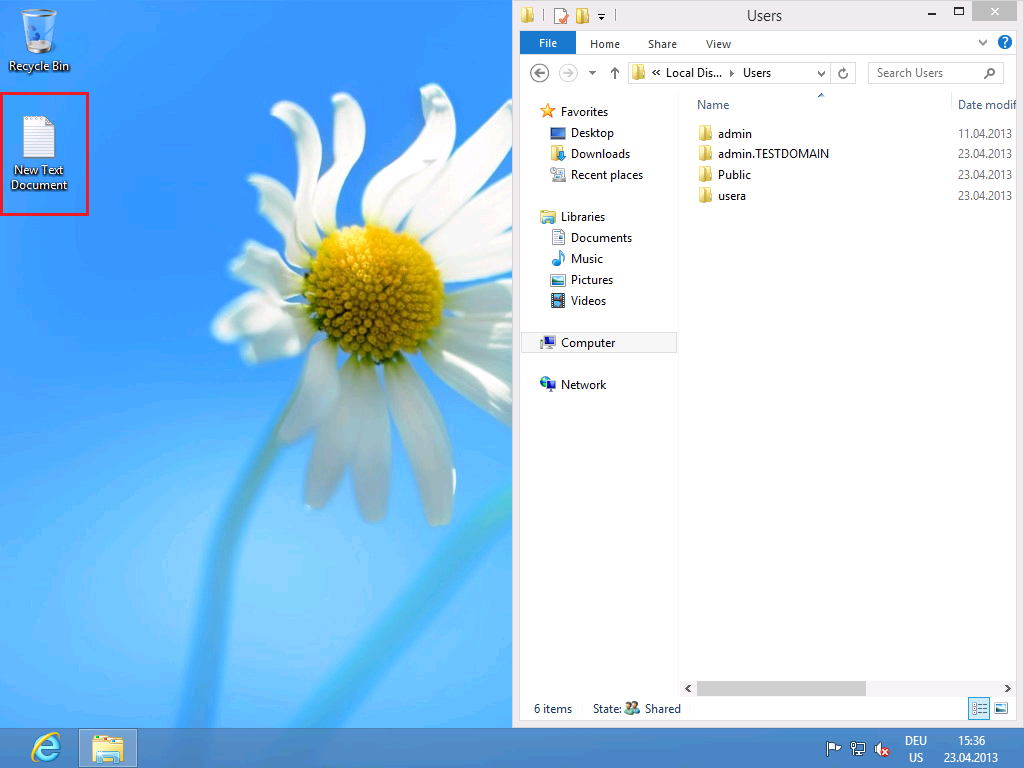 Recycle Bin
New Text
Document
Users
File Home Share View
« Local Dis... Users
Search Users
Favorites
Desktop
Downloads
Recent places
Libraries
Documents
Music
Pictures
Videos
Computer
Network
Name Date modif
admin 11.04.2013
admin.TESTDOMAIN 23.04.2013
Public 23.04.2013
usera 23.04.2013
6 items State: Shared
DEU 15:36
US 23.04.2013